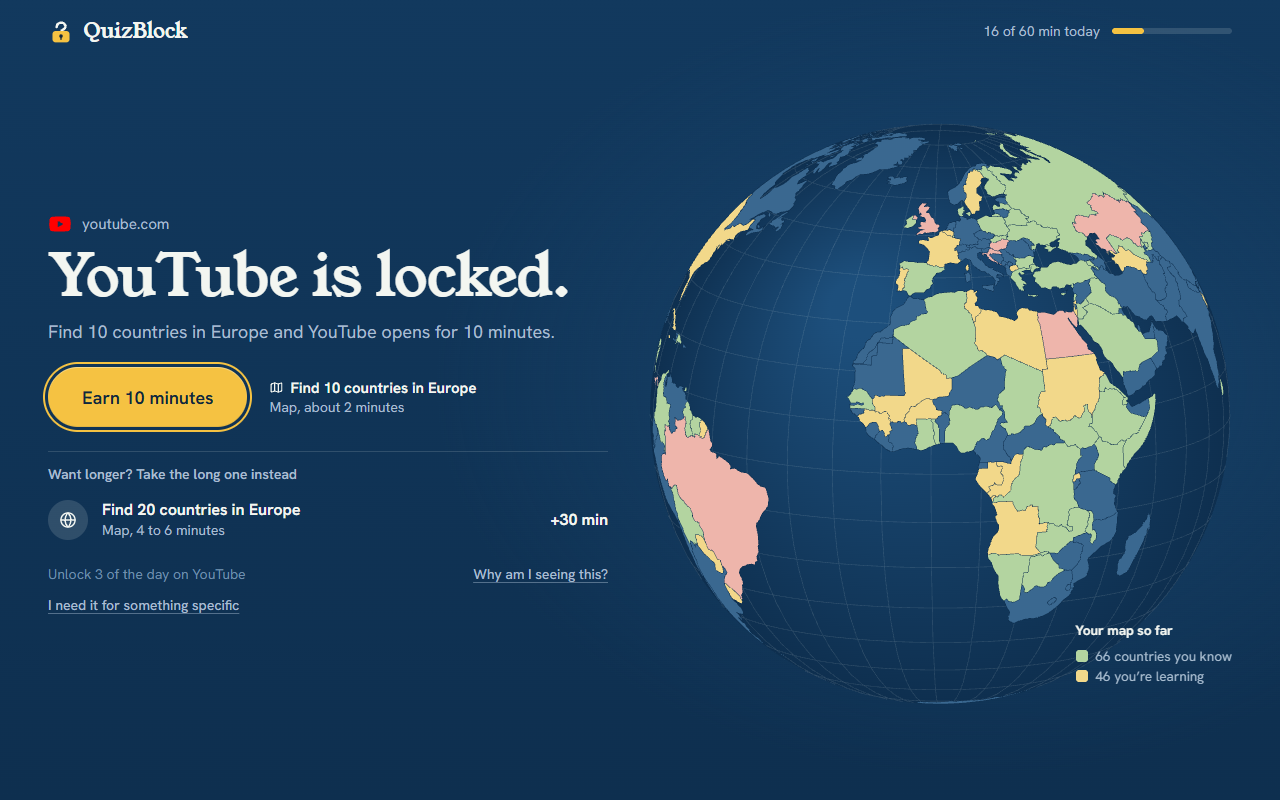 QuizBlock
16 of 60 min today
youtube.com
YouTube is locked.
Find 10 countries in Europe and YouTube opens for 10 minutes.
Earn 10 minutes
Find 10 countries in Europe
Map, about 2 minutes
Want longer? Take the long one instead
Find 20 countries in Europe
Map, 4 to 6 minutes
+30 min
Unlock 3 of the day on YouTube
Why am I seeing this?
I need it for something specific
Your map so far
66 countries you know
46 you’re learning